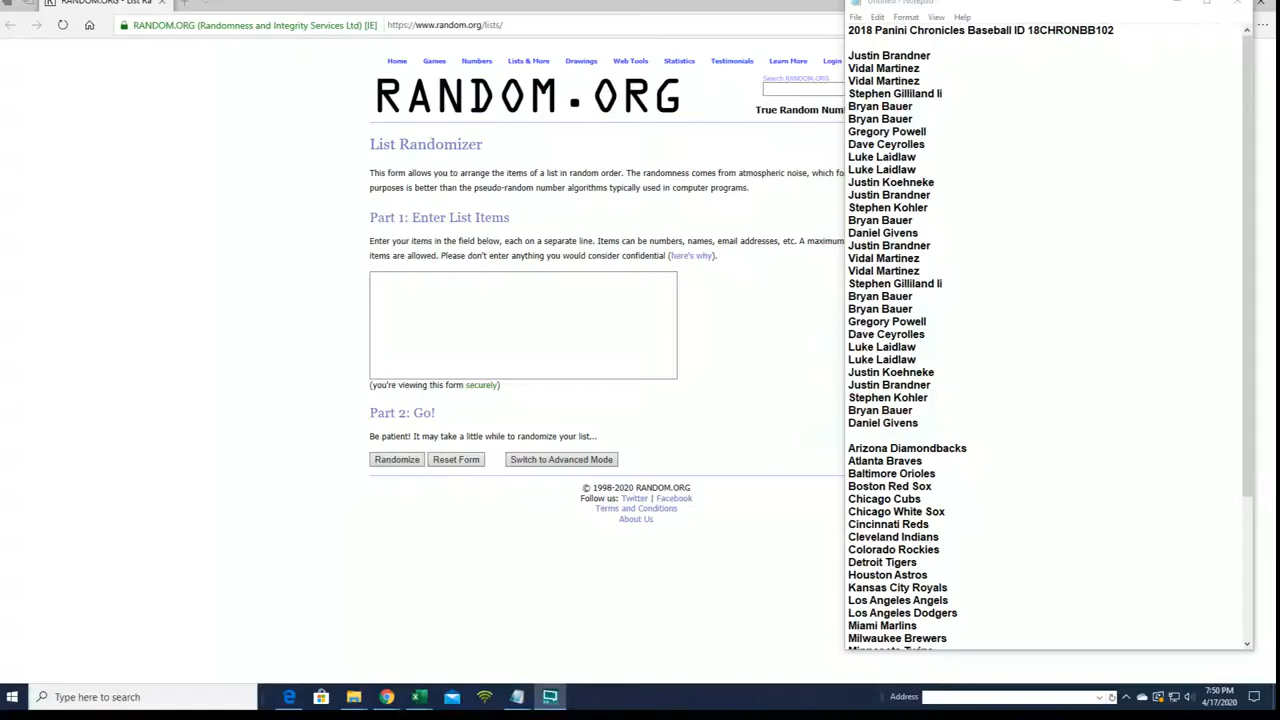 RANDOM.ORG - List Ra
RANDOM.ORG (Randomness and Integrity Services Ltd) [IE]
https://www.random.org/lists/
Home Games Numbers Lists & More Drawings Web Tools Statistics Testimonials Learn More Login
Search RANDOM.ORG
RANDOM.ORG
True Random Num
List Randomizer
This form allows you to arrange the items of a list in random order. The randomness comes from atmospheric noise, which fo
purposes is better than the pseudo-random number algorithms typically used in computer programs.
Part 1: Enter List Items
Enter your items in the field below, each on a separate line. Items can be numbers, names, email addresses, etc. A maximum
items are allowed. Please don't enter anything you would consider confidential (here's why).
(you're viewing this form securely)
Part 2: Go!
Be patient! It may take a little while to randomize your list...
Randomize Reset Form Switch to Advanced Mode
© 1998-2020 RANDOM.ORG
Follow us: Twitter | Facebook
Terms and Conditions
About Us
Untitled - Notepad
File Edit Format View Help
2018 Panini Chronicles Baseball ID 18CHRONBB102
Justin Brandner
Vidal Martinez
Vidal Martinez
Stephen Gilliland Ii
Bryan Bauer
Bryan Bauer
Gregory Powell
Dave Ceyrolles
Luke Laidlaw
Luke Laidlaw
Justin Koehneke
Justin Brandner
Stephen Kohler
Bryan Bauer
Daniel Givens
Justin Brandner
Vidal Martinez
Vidal Martinez
Stephen Gilliland Ii
Bryan Bauer
Bryan Bauer
Gregory Powell
Dave Ceyrolles
Luke Laidlaw
Luke Laidlaw
Justin Koehneke
Justin Brandner
Stephen Kohler
Bryan Bauer
Daniel Givens
Arizona Diamondbacks
Atlanta Braves
Baltimore Orioles
Boston Red Sox
Chicago Cubs
Chicago White Sox
Cincinnati Reds
Cleveland Indians
Colorado Rockies
Detroit Tigers
Houston Astros
Kansas City Royals
Los Angeles Angels
Los Angeles Dodgers
Miami Marlins
Milwaukee Brewers
Minnesota Twins
Type here to search
Address
7:50 PM
4/17/2020